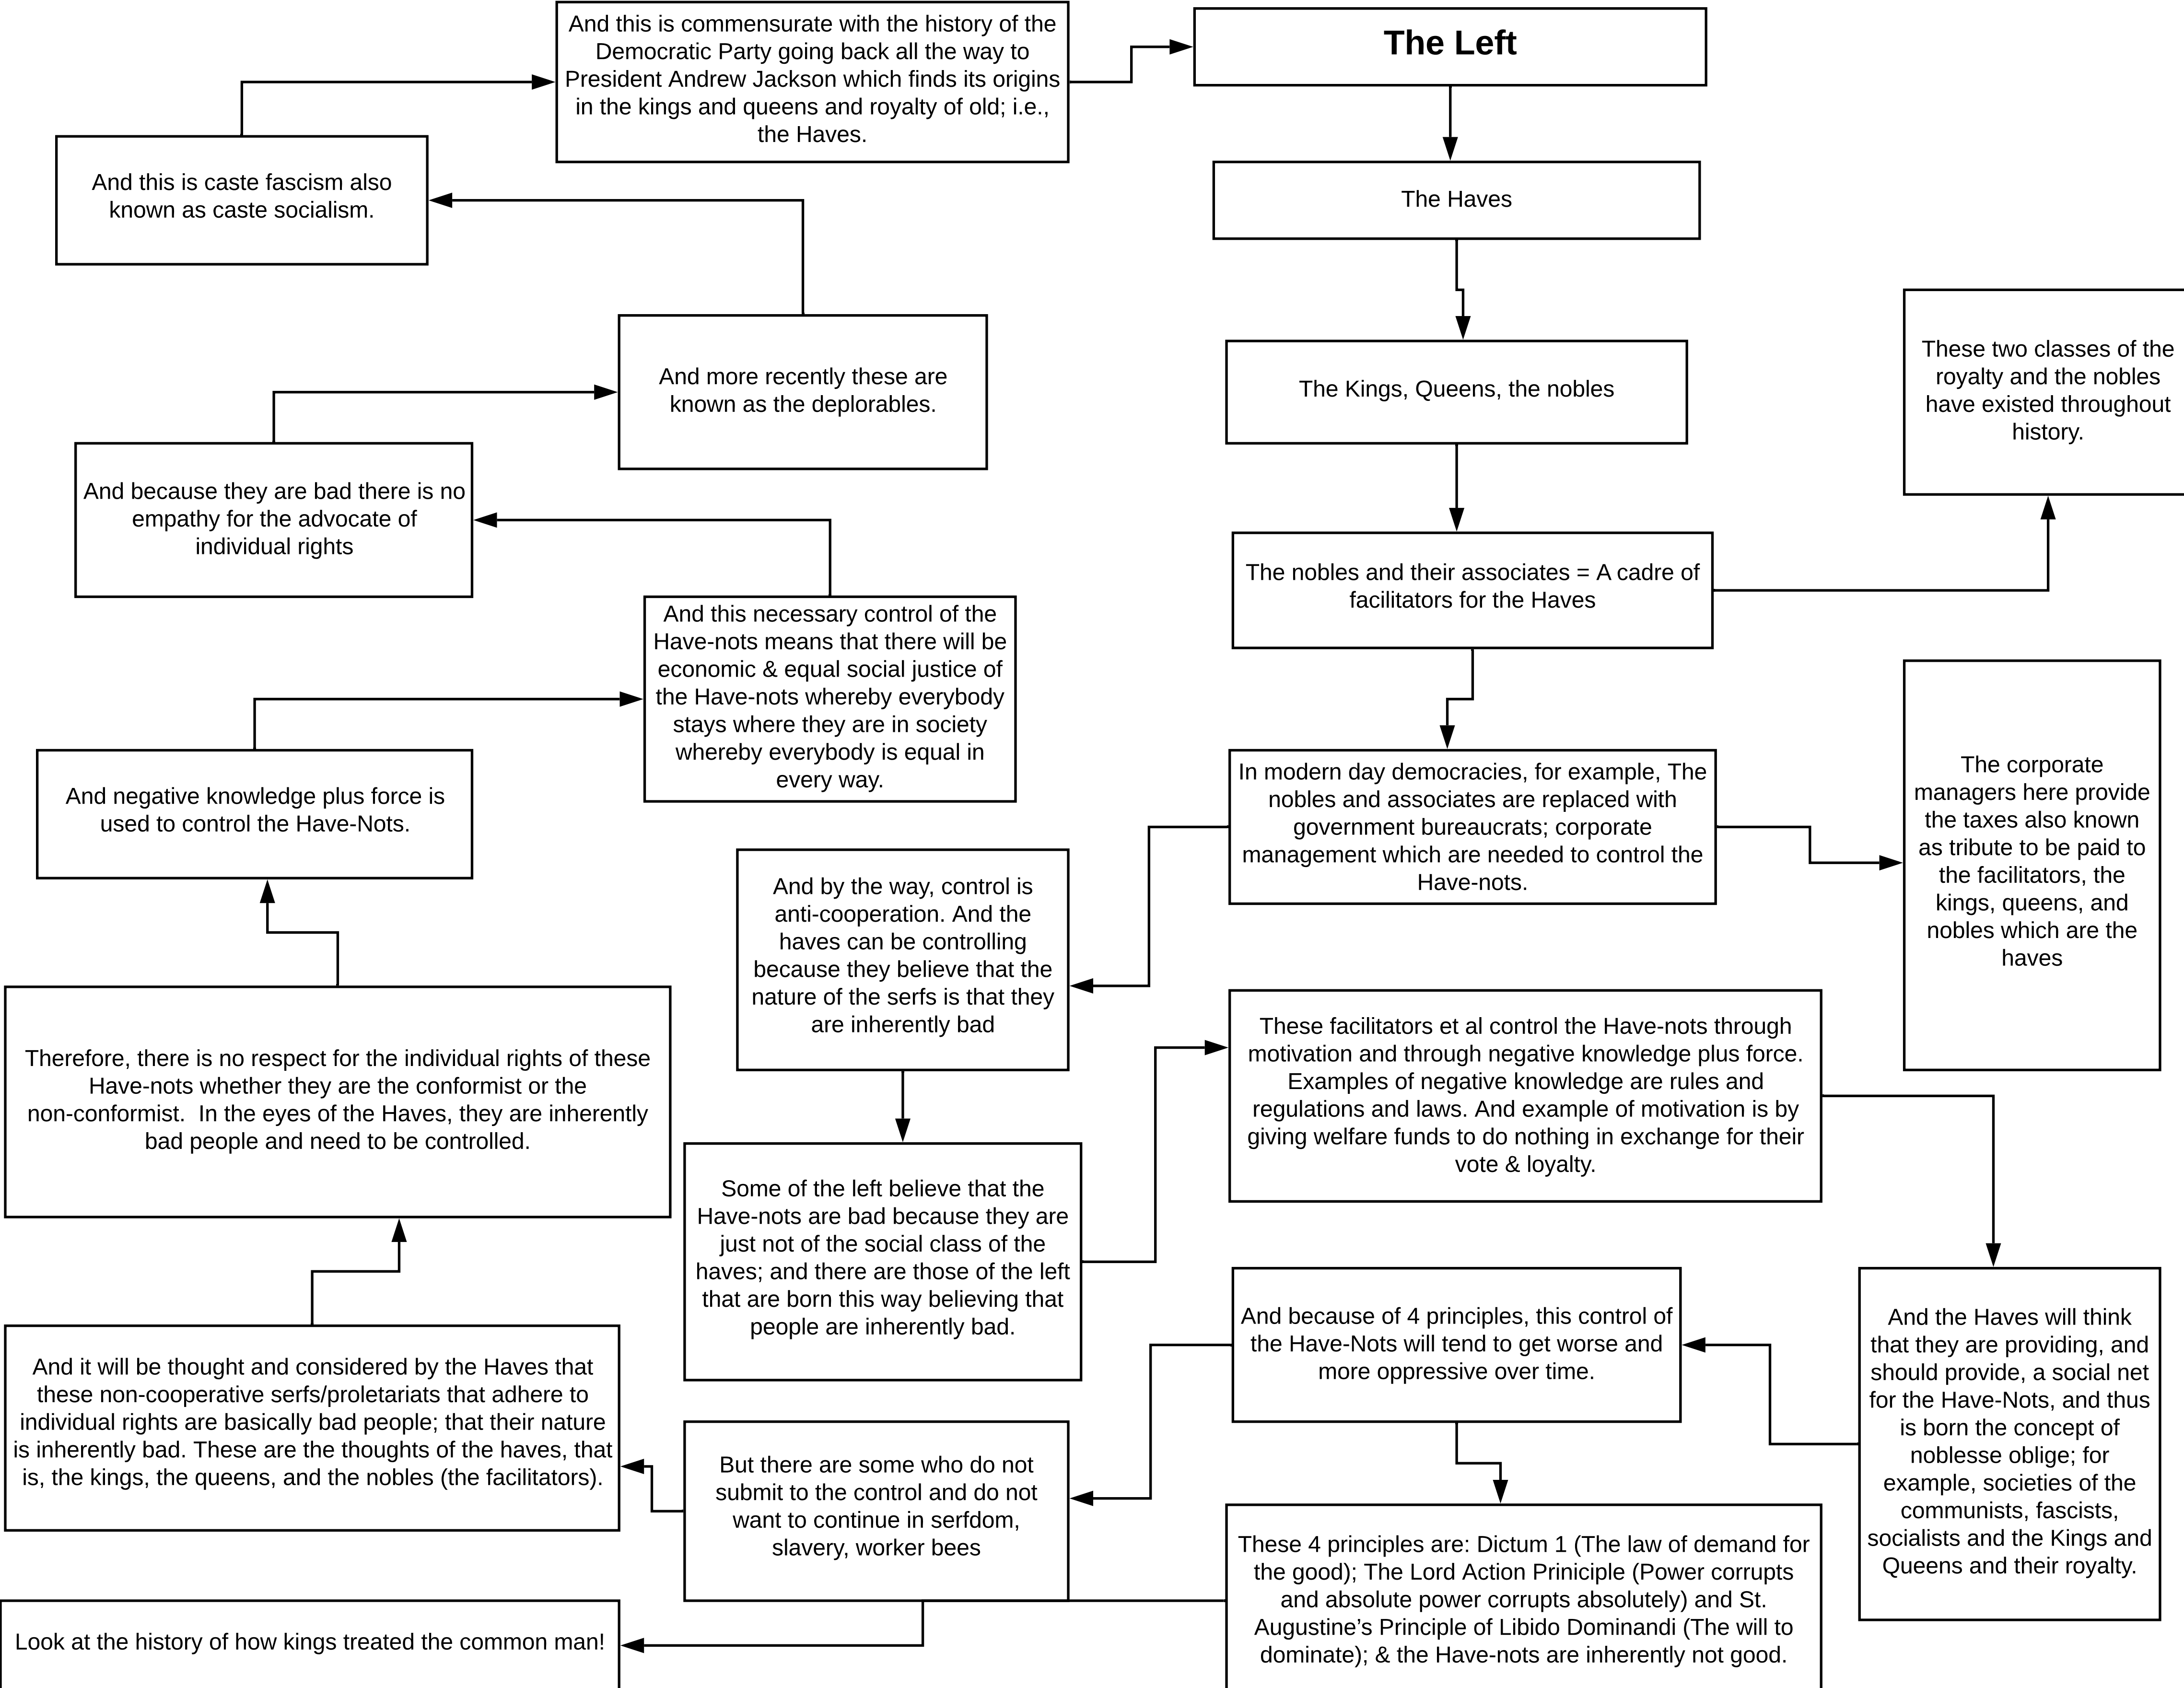 And this is commensurate with the history of the
Democratic Party going back all the way to
President Andrew Jackson which finds its origins
in the kings and queens and royalty of old; i.e.,
the Haves.
The Left
And this is caste fascism also
known as caste socialism.
The Haves
And more recently these are
known as the deplorables.
The Kings, Queens, the nobles
These two classes of the
royalty and the nobles
have existed throughout
history.
And because they are bad there is no
empathy for the advocate of
individual rights
The nobles and their associates = A cadre of
facilitators for the Haves
And this necessary control of the
Have-nots means that there will be
economic & equal social justice of
the Have-nots whereby everybody
stays where they are in society
whereby everybody is equal in
every way.
And negative knowledge plus force is
used to control the Have-Nots.
In modern day democracies, for example, The
nobles and associates are replaced with
government bureaucrats; corporate
management which are needed to control the
Have-nots.
The corporate
managers here provide
the taxes also known
as tribute to be paid to
the facilitators, the
kings, queens, and
nobles which are the
haves
And by the way, control is
anti-cooperation. And the
haves can be controlling
because they believe that the
nature of the serfs is that they
are inherently bad
Therefore, there is no respect for the individual rights of these
Have-nots whether they are the conformist or the
non-conformist.  In the eyes of the Haves, they are inherently
bad people and need to be controlled.
These facilitators et al control the Have-nots through
motivation and through negative knowledge plus force.
Examples of negative knowledge are rules and
regulations and laws. And example of motivation is by
giving welfare funds to do nothing in exchange for their
vote & loyalty.
Some of the left believe that the
Have-nots are bad because they are
just not of the social class of the
haves; and there are those of the left
that are born this way believing that
people are inherently bad.
And because of 4 principles, this control of
the Have-Nots will tend to get worse and
more oppressive over time.
And the Haves will think
that they are providing, and
should provide, a social net
for the Have-Nots, and thus
is born the concept of
noblesse oblige; for
example, societies of the
communists, fascists,
socialists and the Kings and
Queens and their royalty.
And it will be thought and considered by the Haves that
these non-cooperative serfs/proletariats that adhere to
individual rights are basically bad people; that their nature
is inherently bad. These are the thoughts of the haves, that
is, the kings, the queens, and the nobles (the facilitators).
But there are some who do not
submit to the control and do not
want to continue in serfdom,
slavery, worker bees
These 4 principles are: Dictum 1 (The law of demand for
the good); The Lord Action Priniciple (Power corrupts
and absolute power corrupts absolutely) and St.
Augustine’s Principle of Libido Dominandi (The will to
dominate); & the Have-nots are inherently not good.
Look at the history of how kings treated the common man!